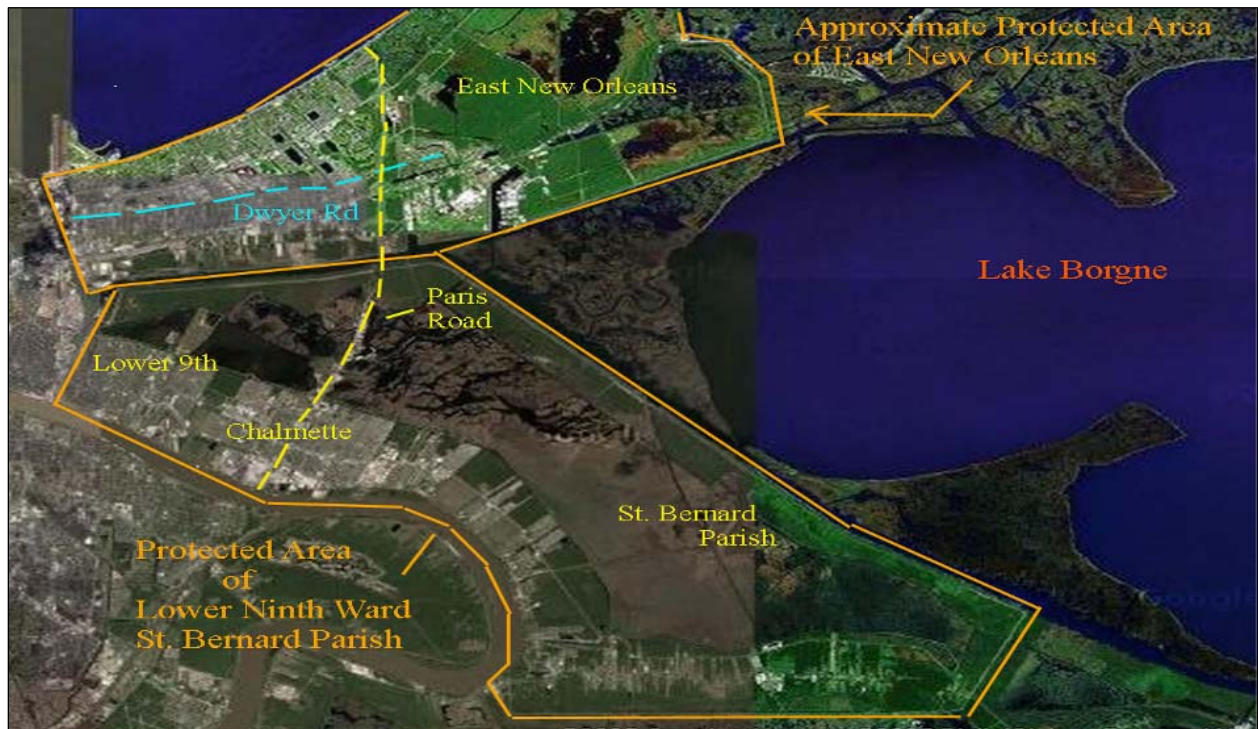 Approximate Protected Area
of East New Orleans
East New Orleans
Dwyer Rd
Lake Borgne
Paris
Road
Lower 9th
Chalmette
St. Bernard
Parish
Protected Area
of
Lower Ninth Ward
St. Bernard Parish